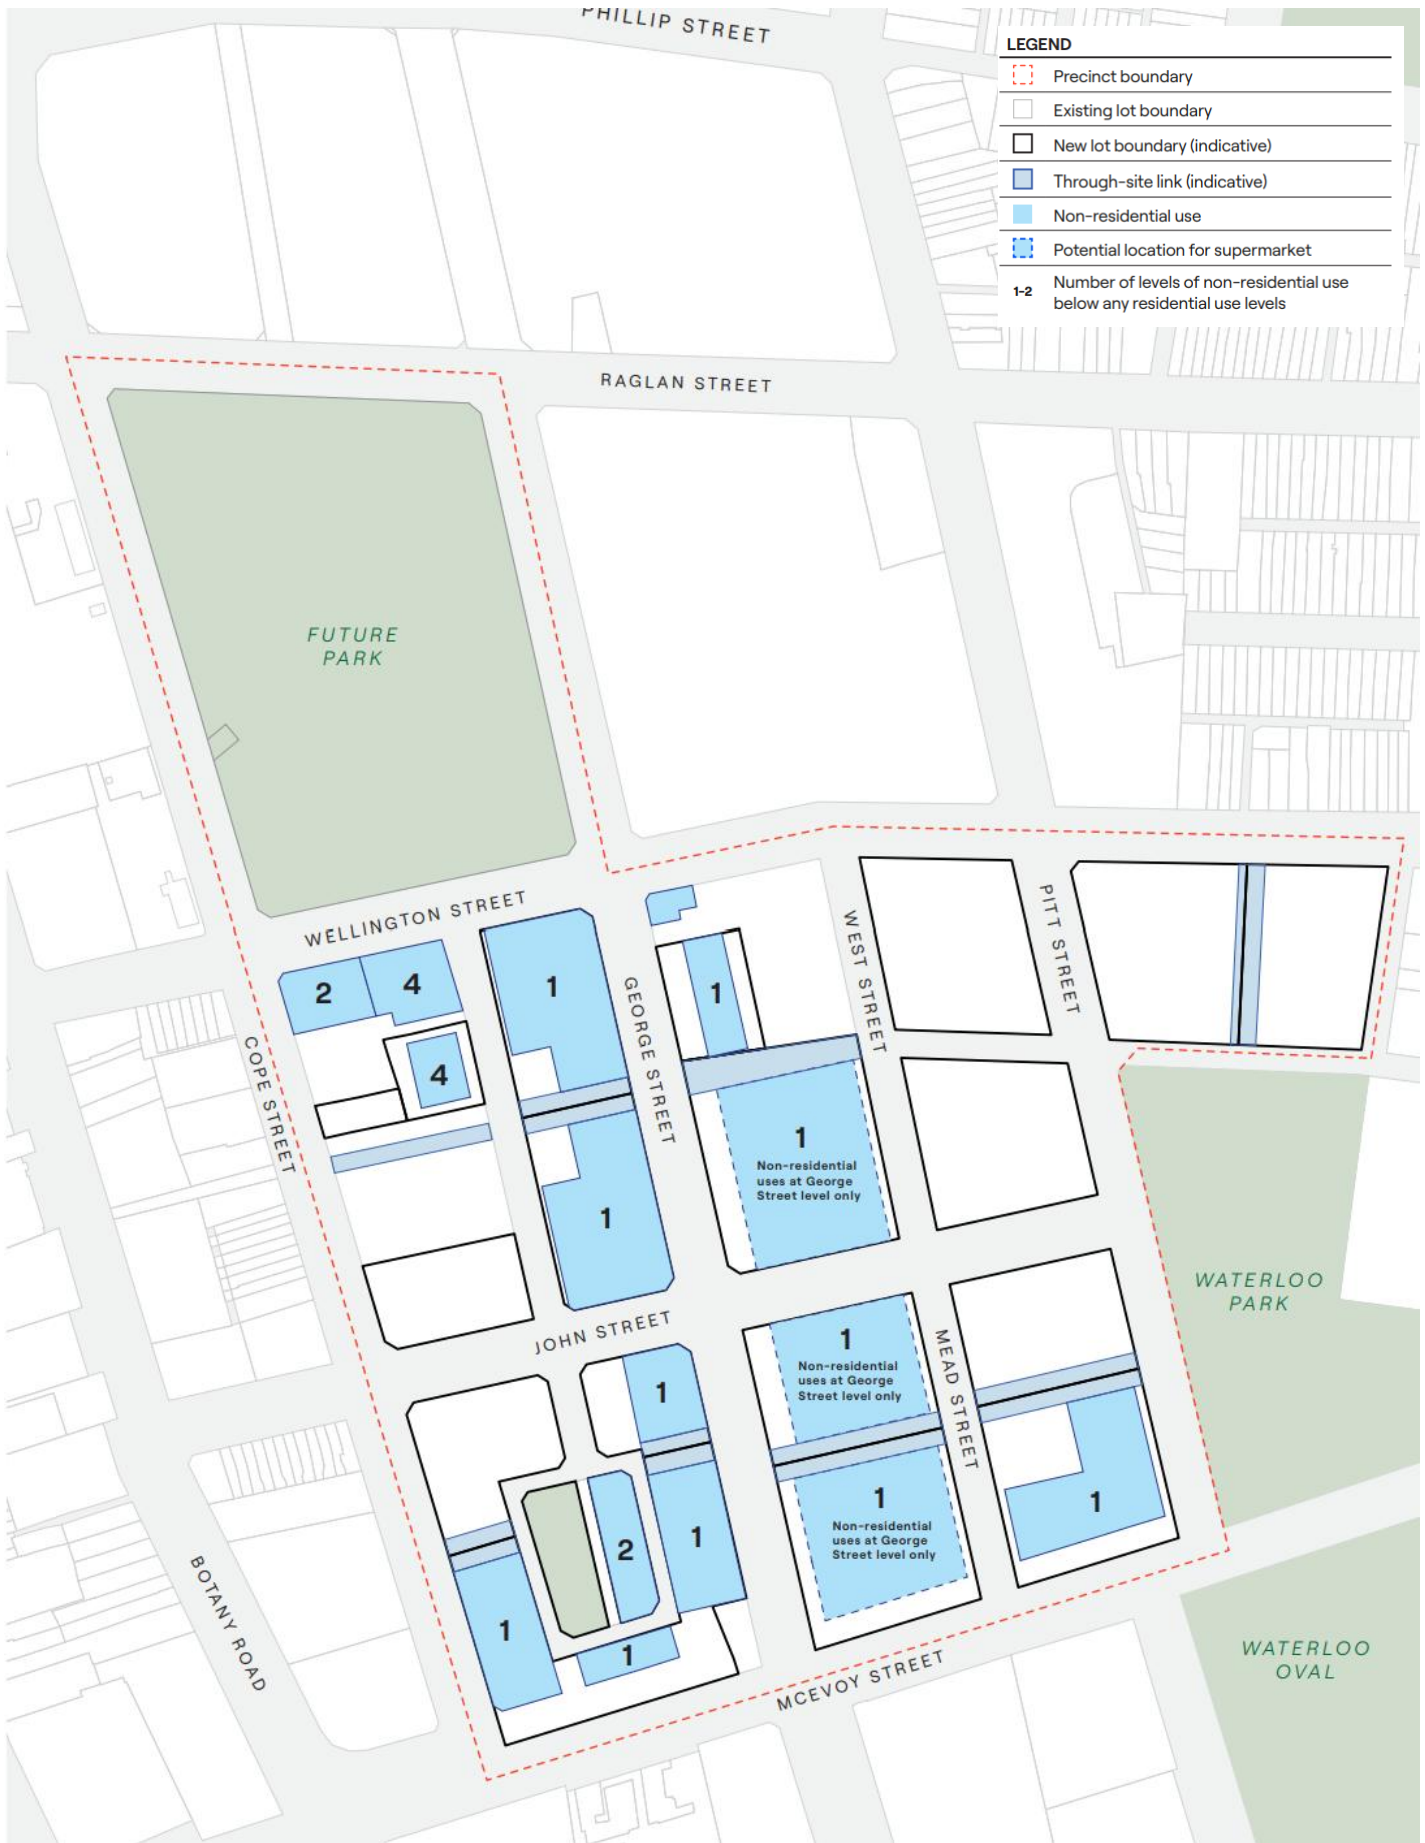 PHILLIP STREET
LEGEND
Precinct boundary
Existing lot boundary
New lot boundary (indicative)
Through-site link (indicative)
Non-residential use
Potential location for supermarket
1-2 Number of levels of non-residential use
below any residential use levels
RAGLAN STREET
FUTURE
PARK
WELLINGTON STREET
2
4
1
1
4
COPE STREET
GEORGE STREET
WEST STREET
PITT STREET
1
Non-residential
uses at George
Street level only
1
WATERLOO
PARK
JOHN STREET
1
Non-residential
uses at George
Street level only
MEAD STREET
1
1
Non-residential
uses at George
Street level only
1
1
2
1
1
BOTANY ROAD
MCEVOY STREET
WATERLOO
OVAL